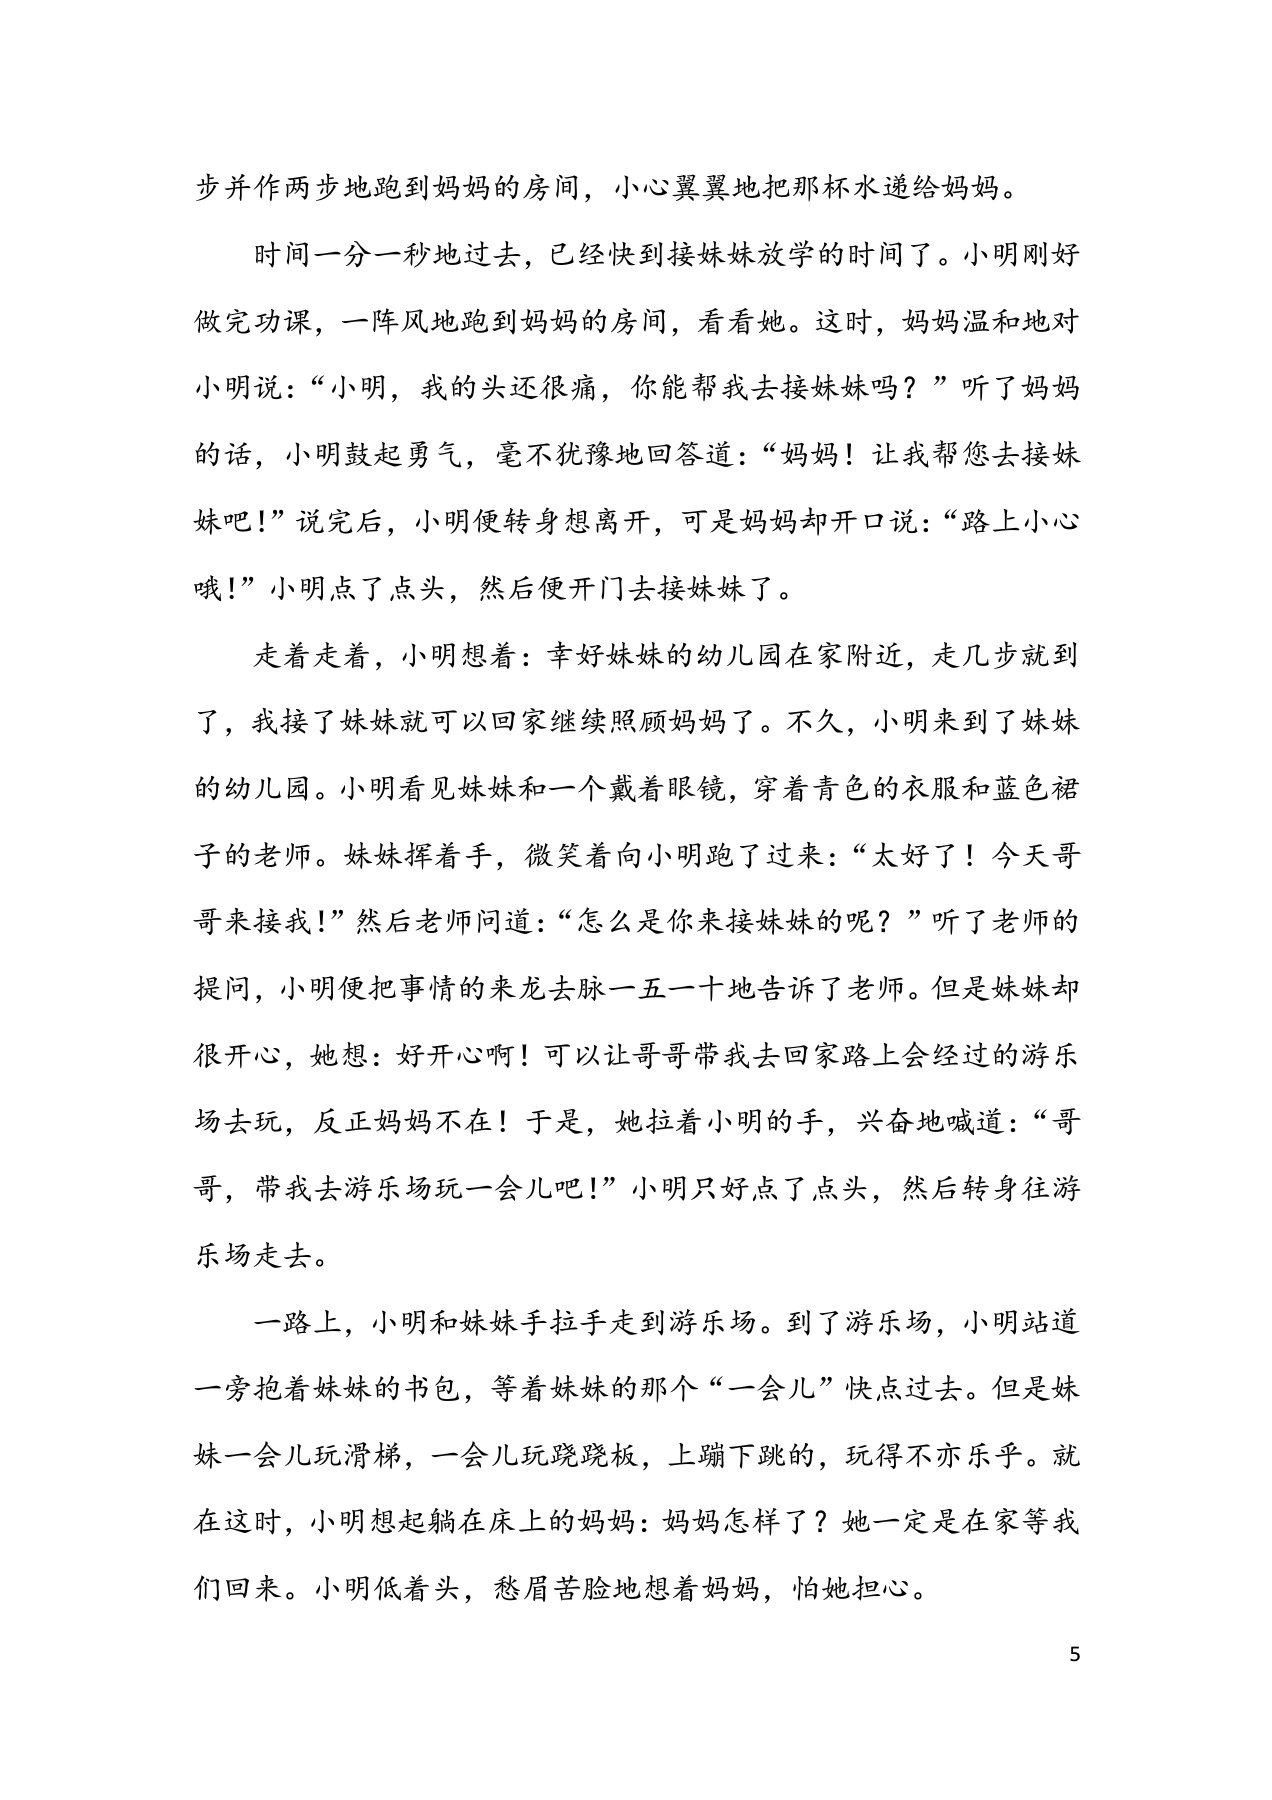 步并作两步地跑到妈妈的房间，小心翼翼地把那杯水递给妈妈。
时间一分一秒地过去，已经快到接妹妹放学的时间了。小明刚好
做完功课，一阵风地跑到妈妈的房间，看看她。这时，妈妈温和地对
小明说：“小明，我的头还很痛，你能帮我去接妹妹吗？”听了妈妈
的话，小明鼓起勇气，毫不犹豫地回答道：“妈妈！让我帮您去接妹
妹吧！”说完后，小明便转身想离开，可是妈妈却开口说：“路上小心
哦！”小明点了点头，然后便开门去接妹妹了。
走着走着，小明想着：幸好妹妹的幼儿园在家附近，走几步就到
了，我接了妹妹就可以回家继续照顾妈妈了。不久，小明来到了妹妹
的幼儿园。小明看见妹妹和一个戴着眼镜，穿着青色的衣服和蓝色裙
子的老师。妹妹挥着手，微笑着向小明跑了过来：“太好了！今天哥
哥来接我！”然后老师问道：“怎么是你来接妹妹的呢？”听了老师的
提问，小明便把事情的来龙去脉一五一十地告诉了老师。但是妹妹却
很开心，她想：好开心啊！可以让哥哥带我去回家路上会经过的游乐
场去玩，反正妈妈不在！于是，她拉着小明的手，兴奋地喊道：“哥
哥，带我去游乐场玩一会儿吧！”小明只好点了点头，然后转身往游
乐场走去。
一路上，小明和妹妹手拉手走到游乐场。到了游乐场，小明站道
一旁抱着妹妹的书包，等着妹妹的那个“一会儿”快点过去。但是妹
妹一会儿玩滑梯，一会儿玩跷跷板，上蹦下跳的，玩得不亦乐乎。就
在这时，小明想起躺在床上的妈妈：妈妈怎样了？她一定是在家等我
们回来。小明低着头，愁眉苦脸地想着妈妈，怕她担心。
5